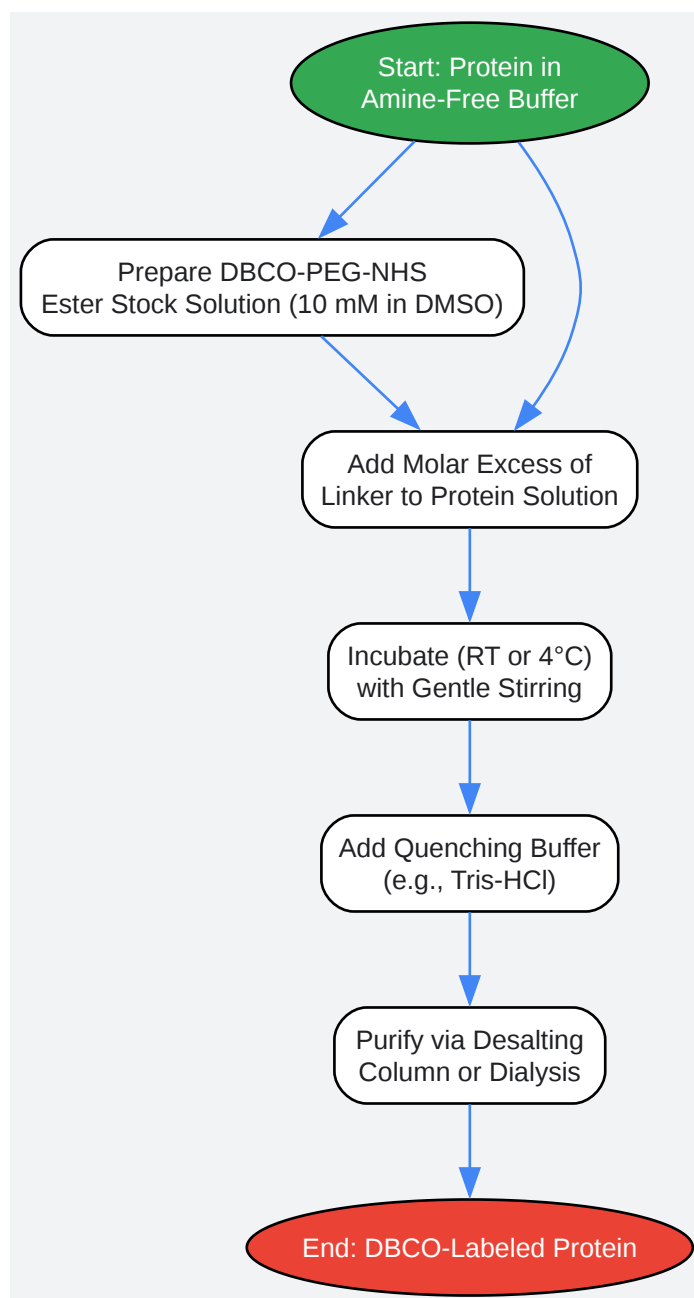 Start: Protein in
Amine-Free Buffer
Prepare DBCO-PEG-NHS
Ester Stock Solution (10 mM in DMSO)
Add Molar Excess of
Linker to Protein Solution
Incubate (RT or 4°C)
with Gentle Stirring
Add Quenching Buffer
(e.g., Tris-HCl)
Purify via Desalting
Column or Dialysis
End: DBCO-Labeled Protein